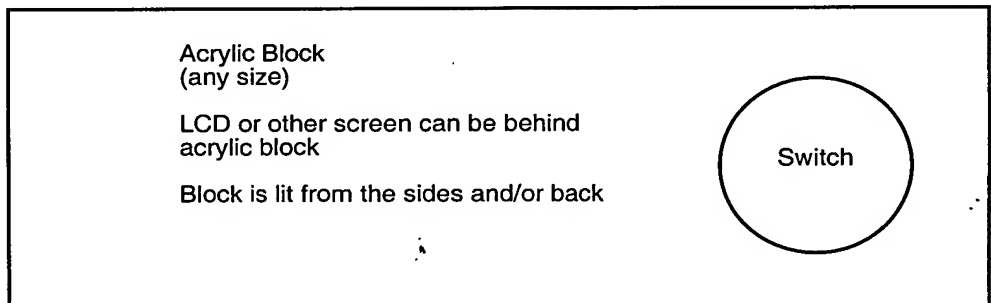 Acrylic Block
(any size)
LCD or other screen can be behind
acrylic block
Block is lit from the sides and/or back
Switch